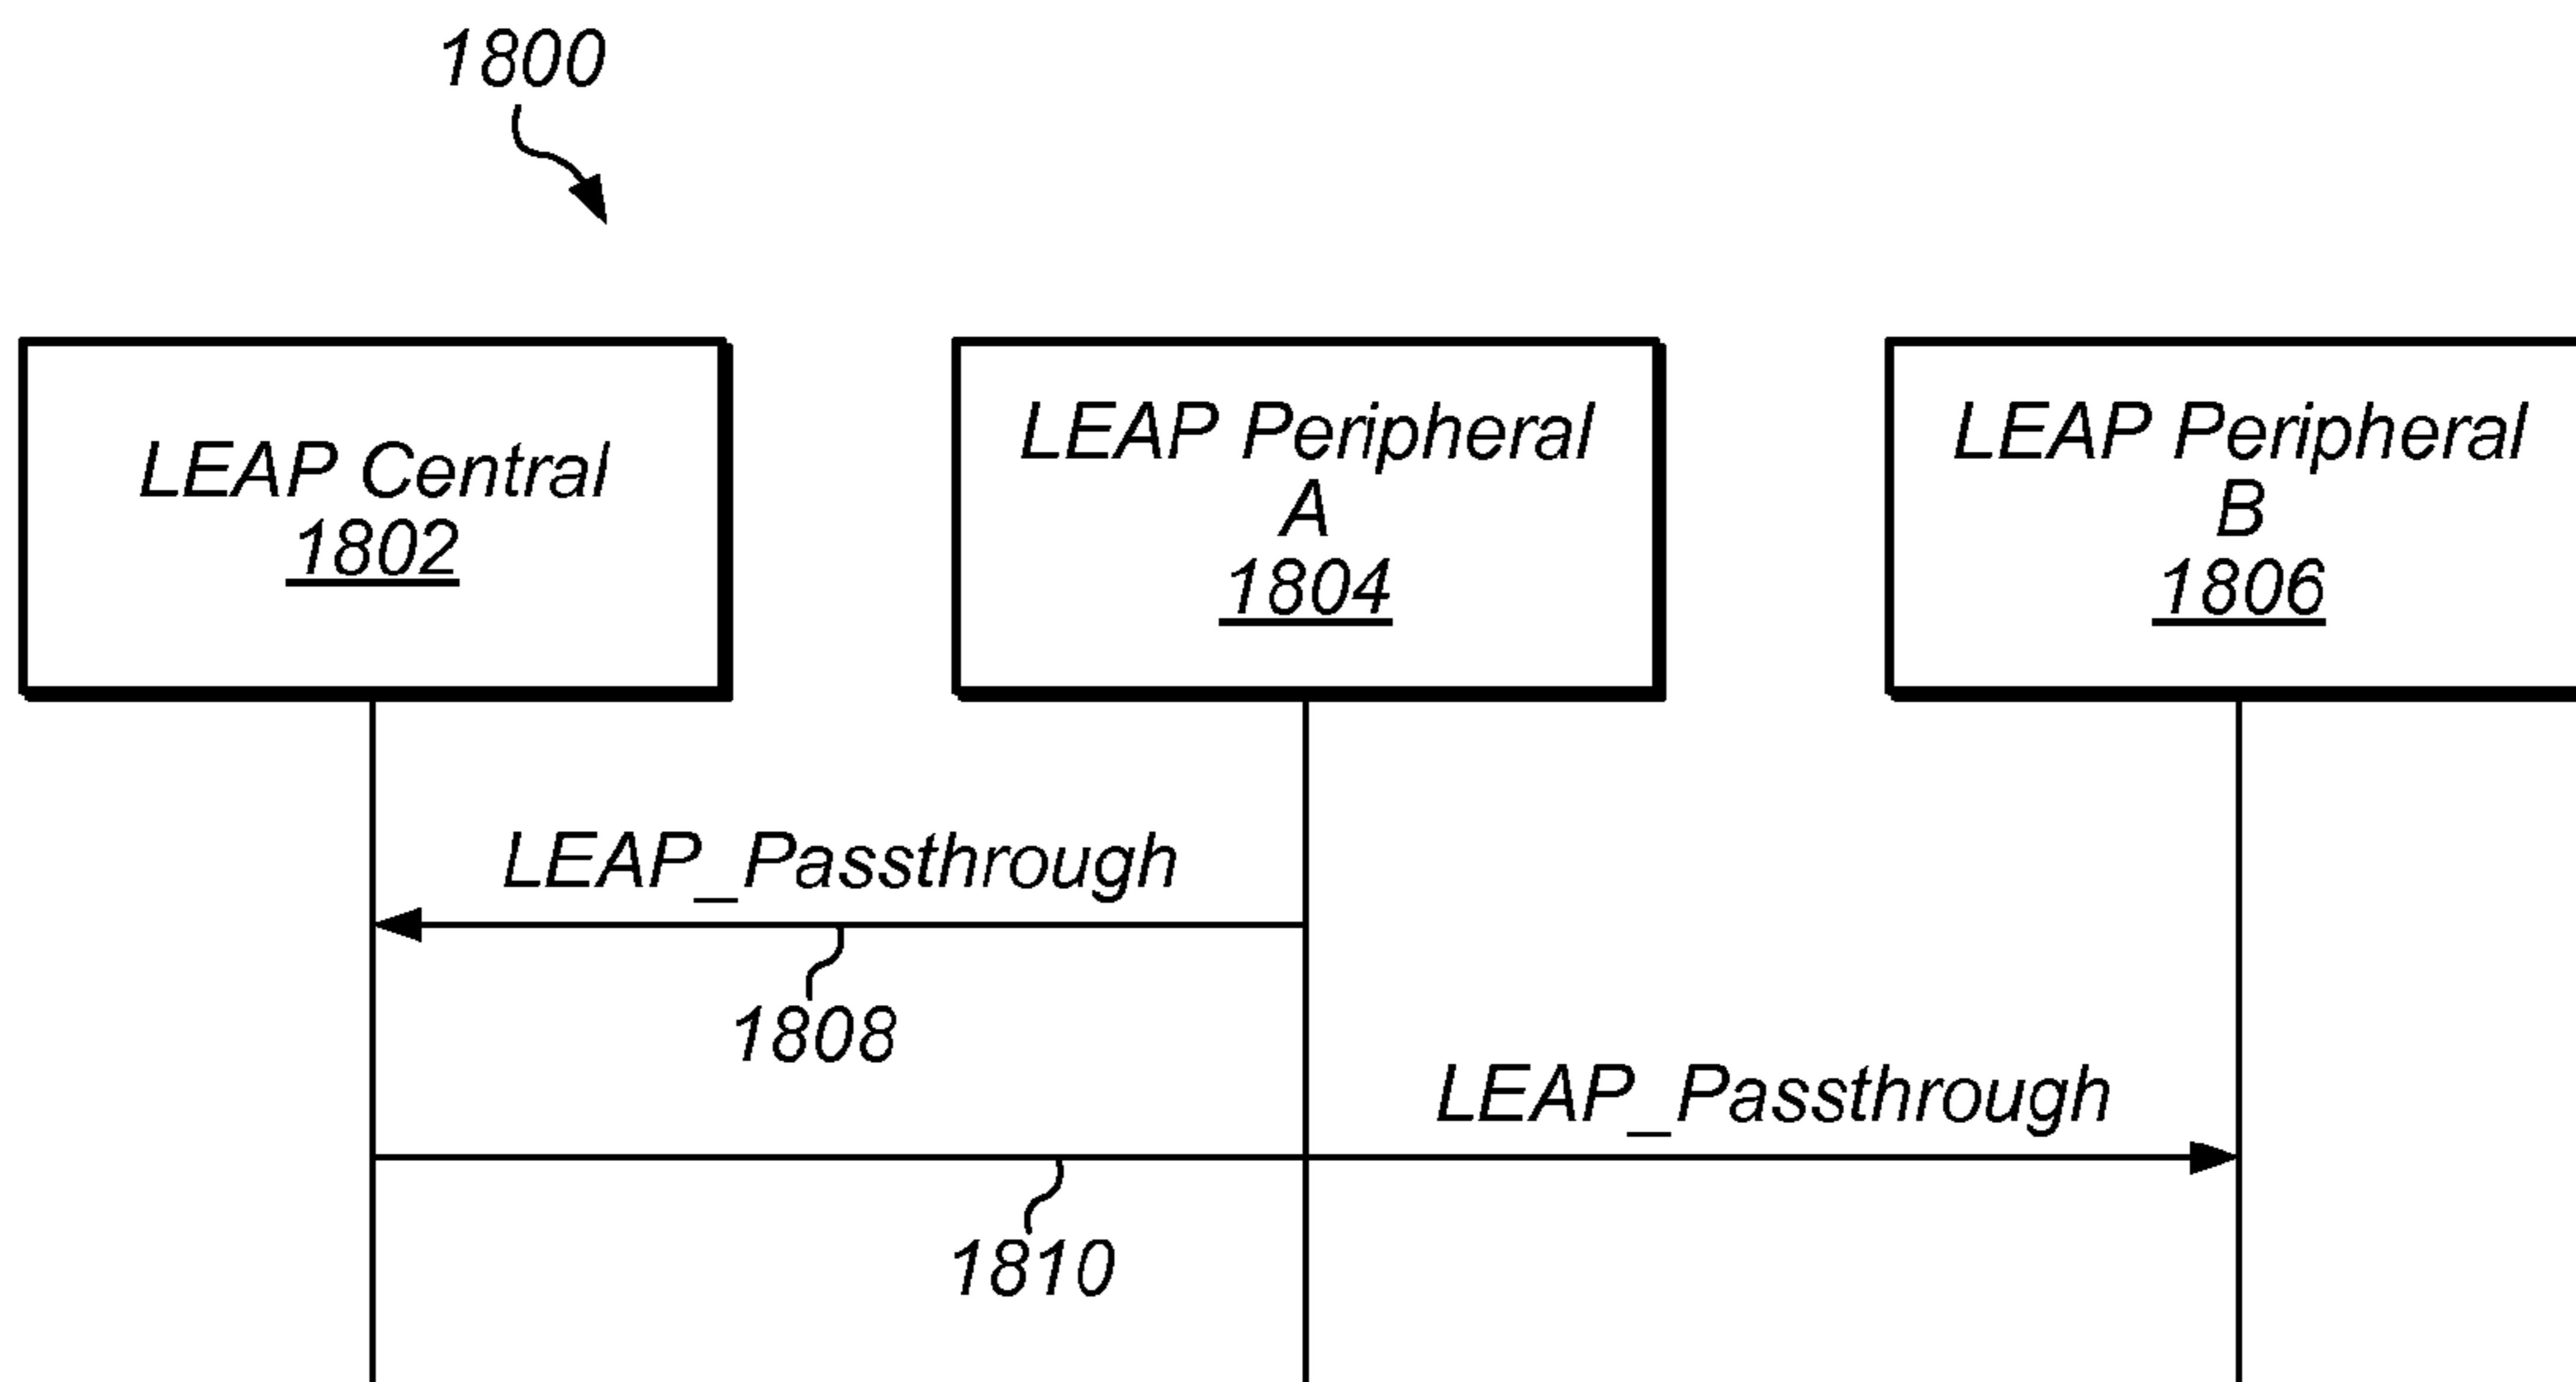 1800
LEAP Central
1802
LEAP Peripheral
A
1804
LEAP Peripheral
B
1806
LEAP_Passthrough
1808
LEAP_Passthrough
1810